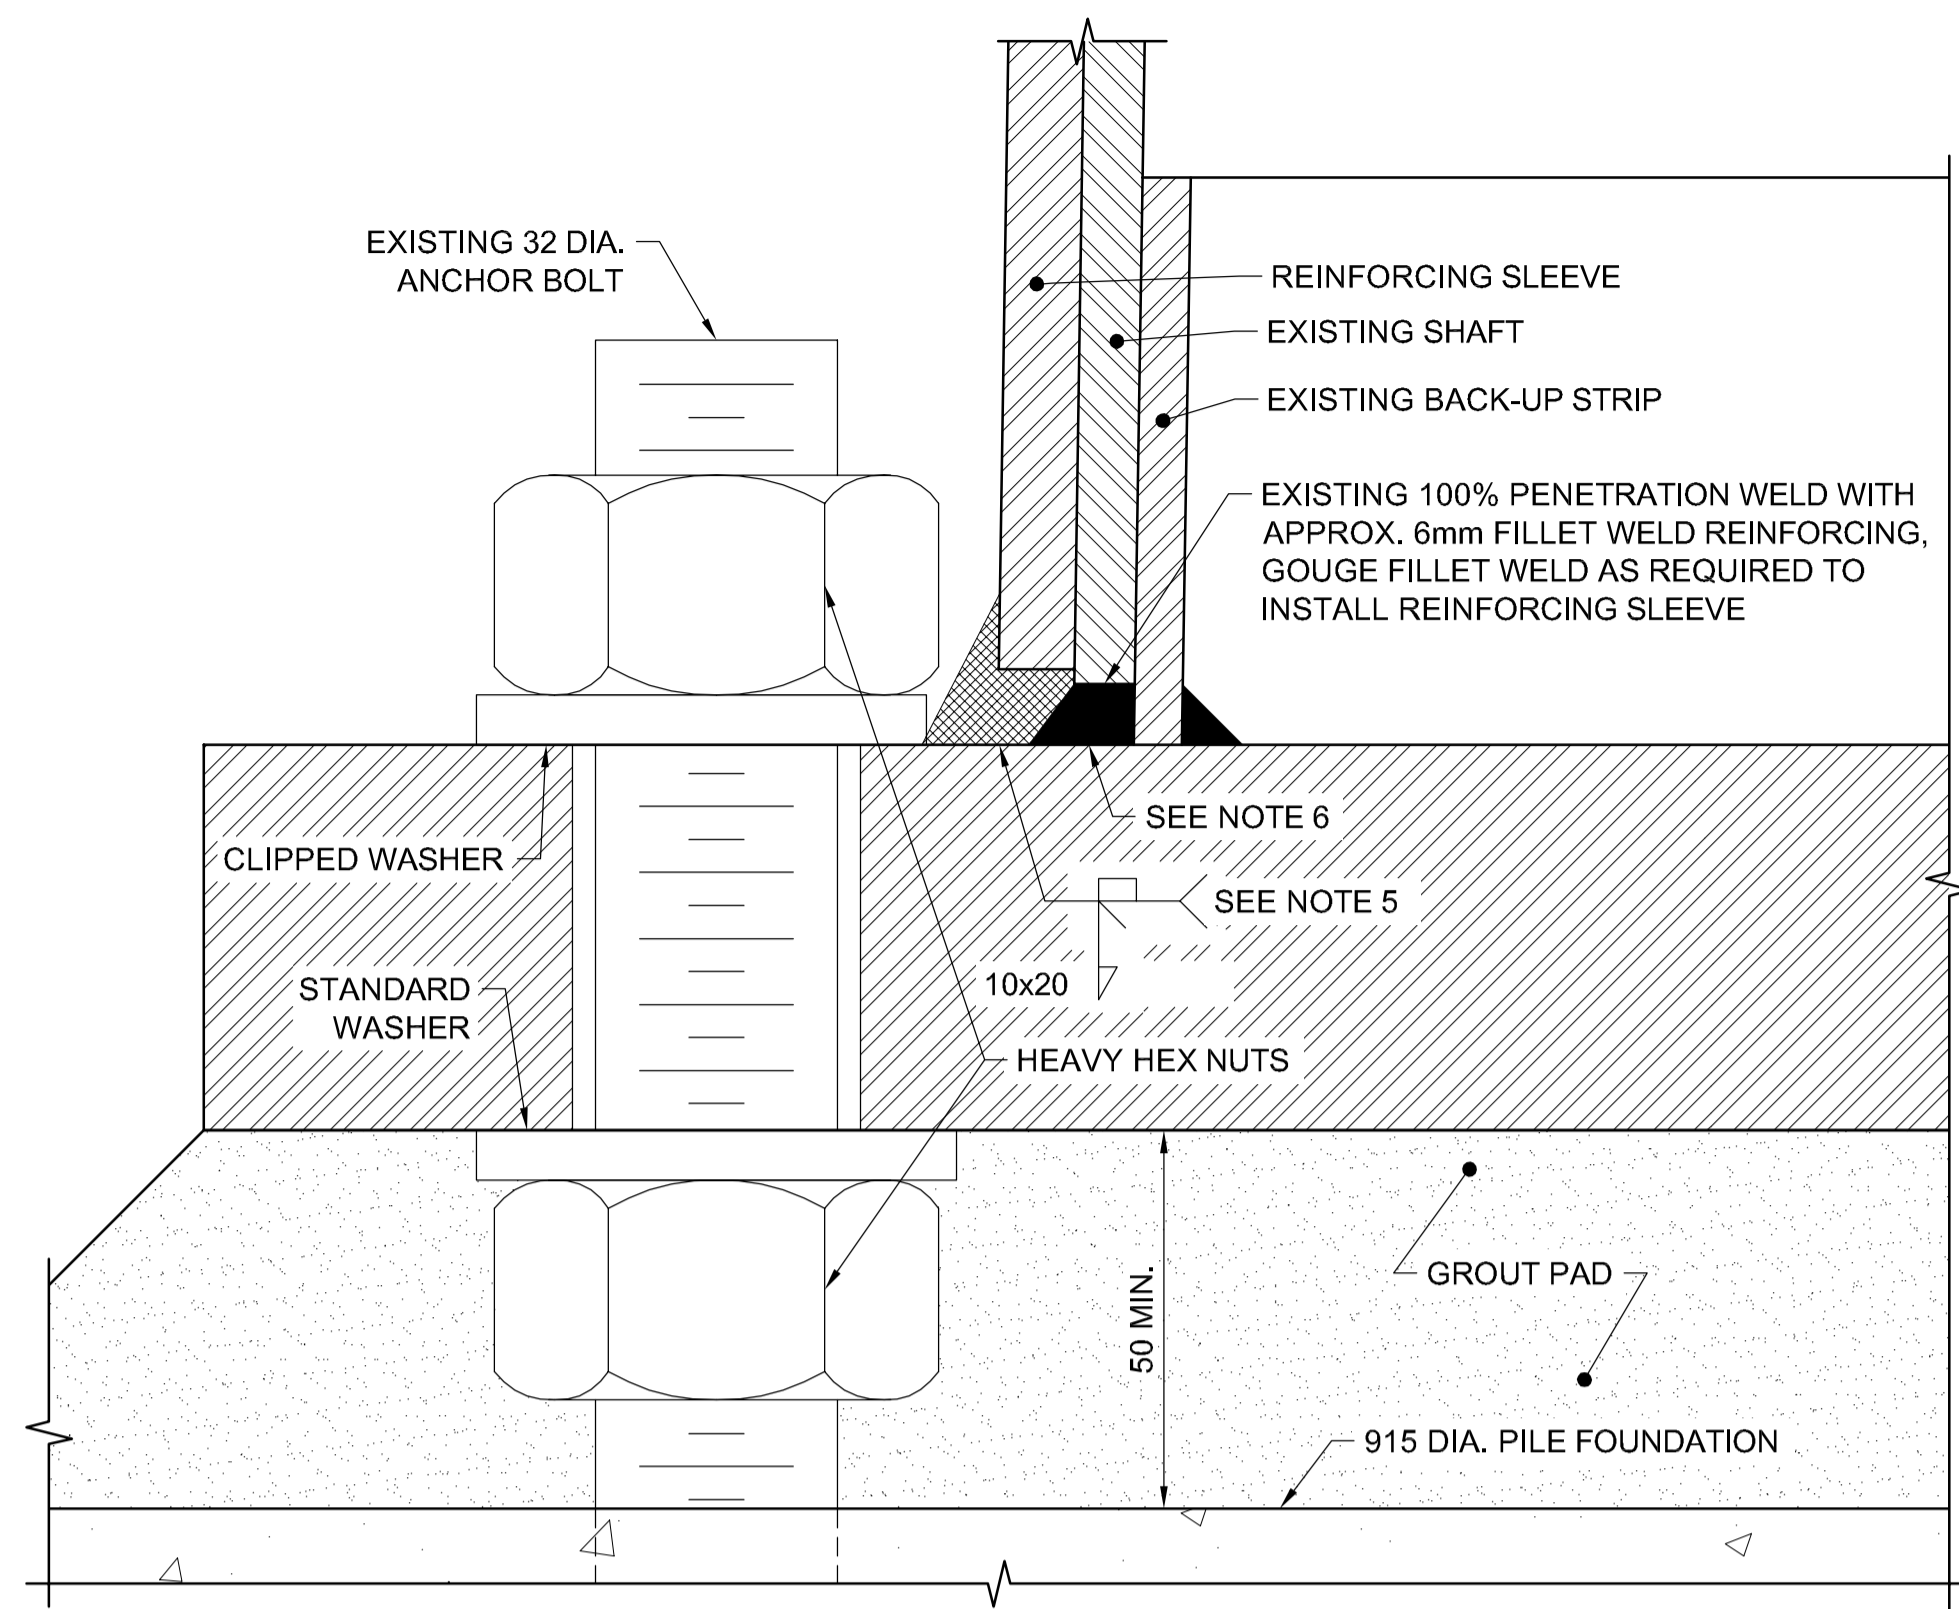 EXISTING 32 DIA.
ANCHOR BOLT
REINFORCING SLEEVE
EXISTING SHAFT
EXISTING BACK-UP STRIP
EXISTING 100% PENETRATION WELD WITH
APPROX. 6mm FILLET WELD REINFORCING,
GOUGE FILLET WELD AS REQUIRED TO
INSTALL REINFORCING SLEEVE
SEE NOTE 6
CLIPPED WASHER
SEE NOTE 5
10x20
STANDARD
WASHER
HEAVY HEX NUTS
GROUT PAD
50 MIN.
915 DIA. PILE FOUNDATION